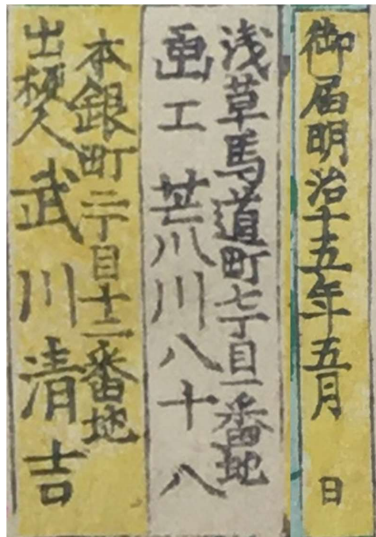 御届明治十五年五月　日
浅草馬道町七丁目一番地
画工 荒川八十八
本銀町二丁目十二番地
出板人 武川清吉